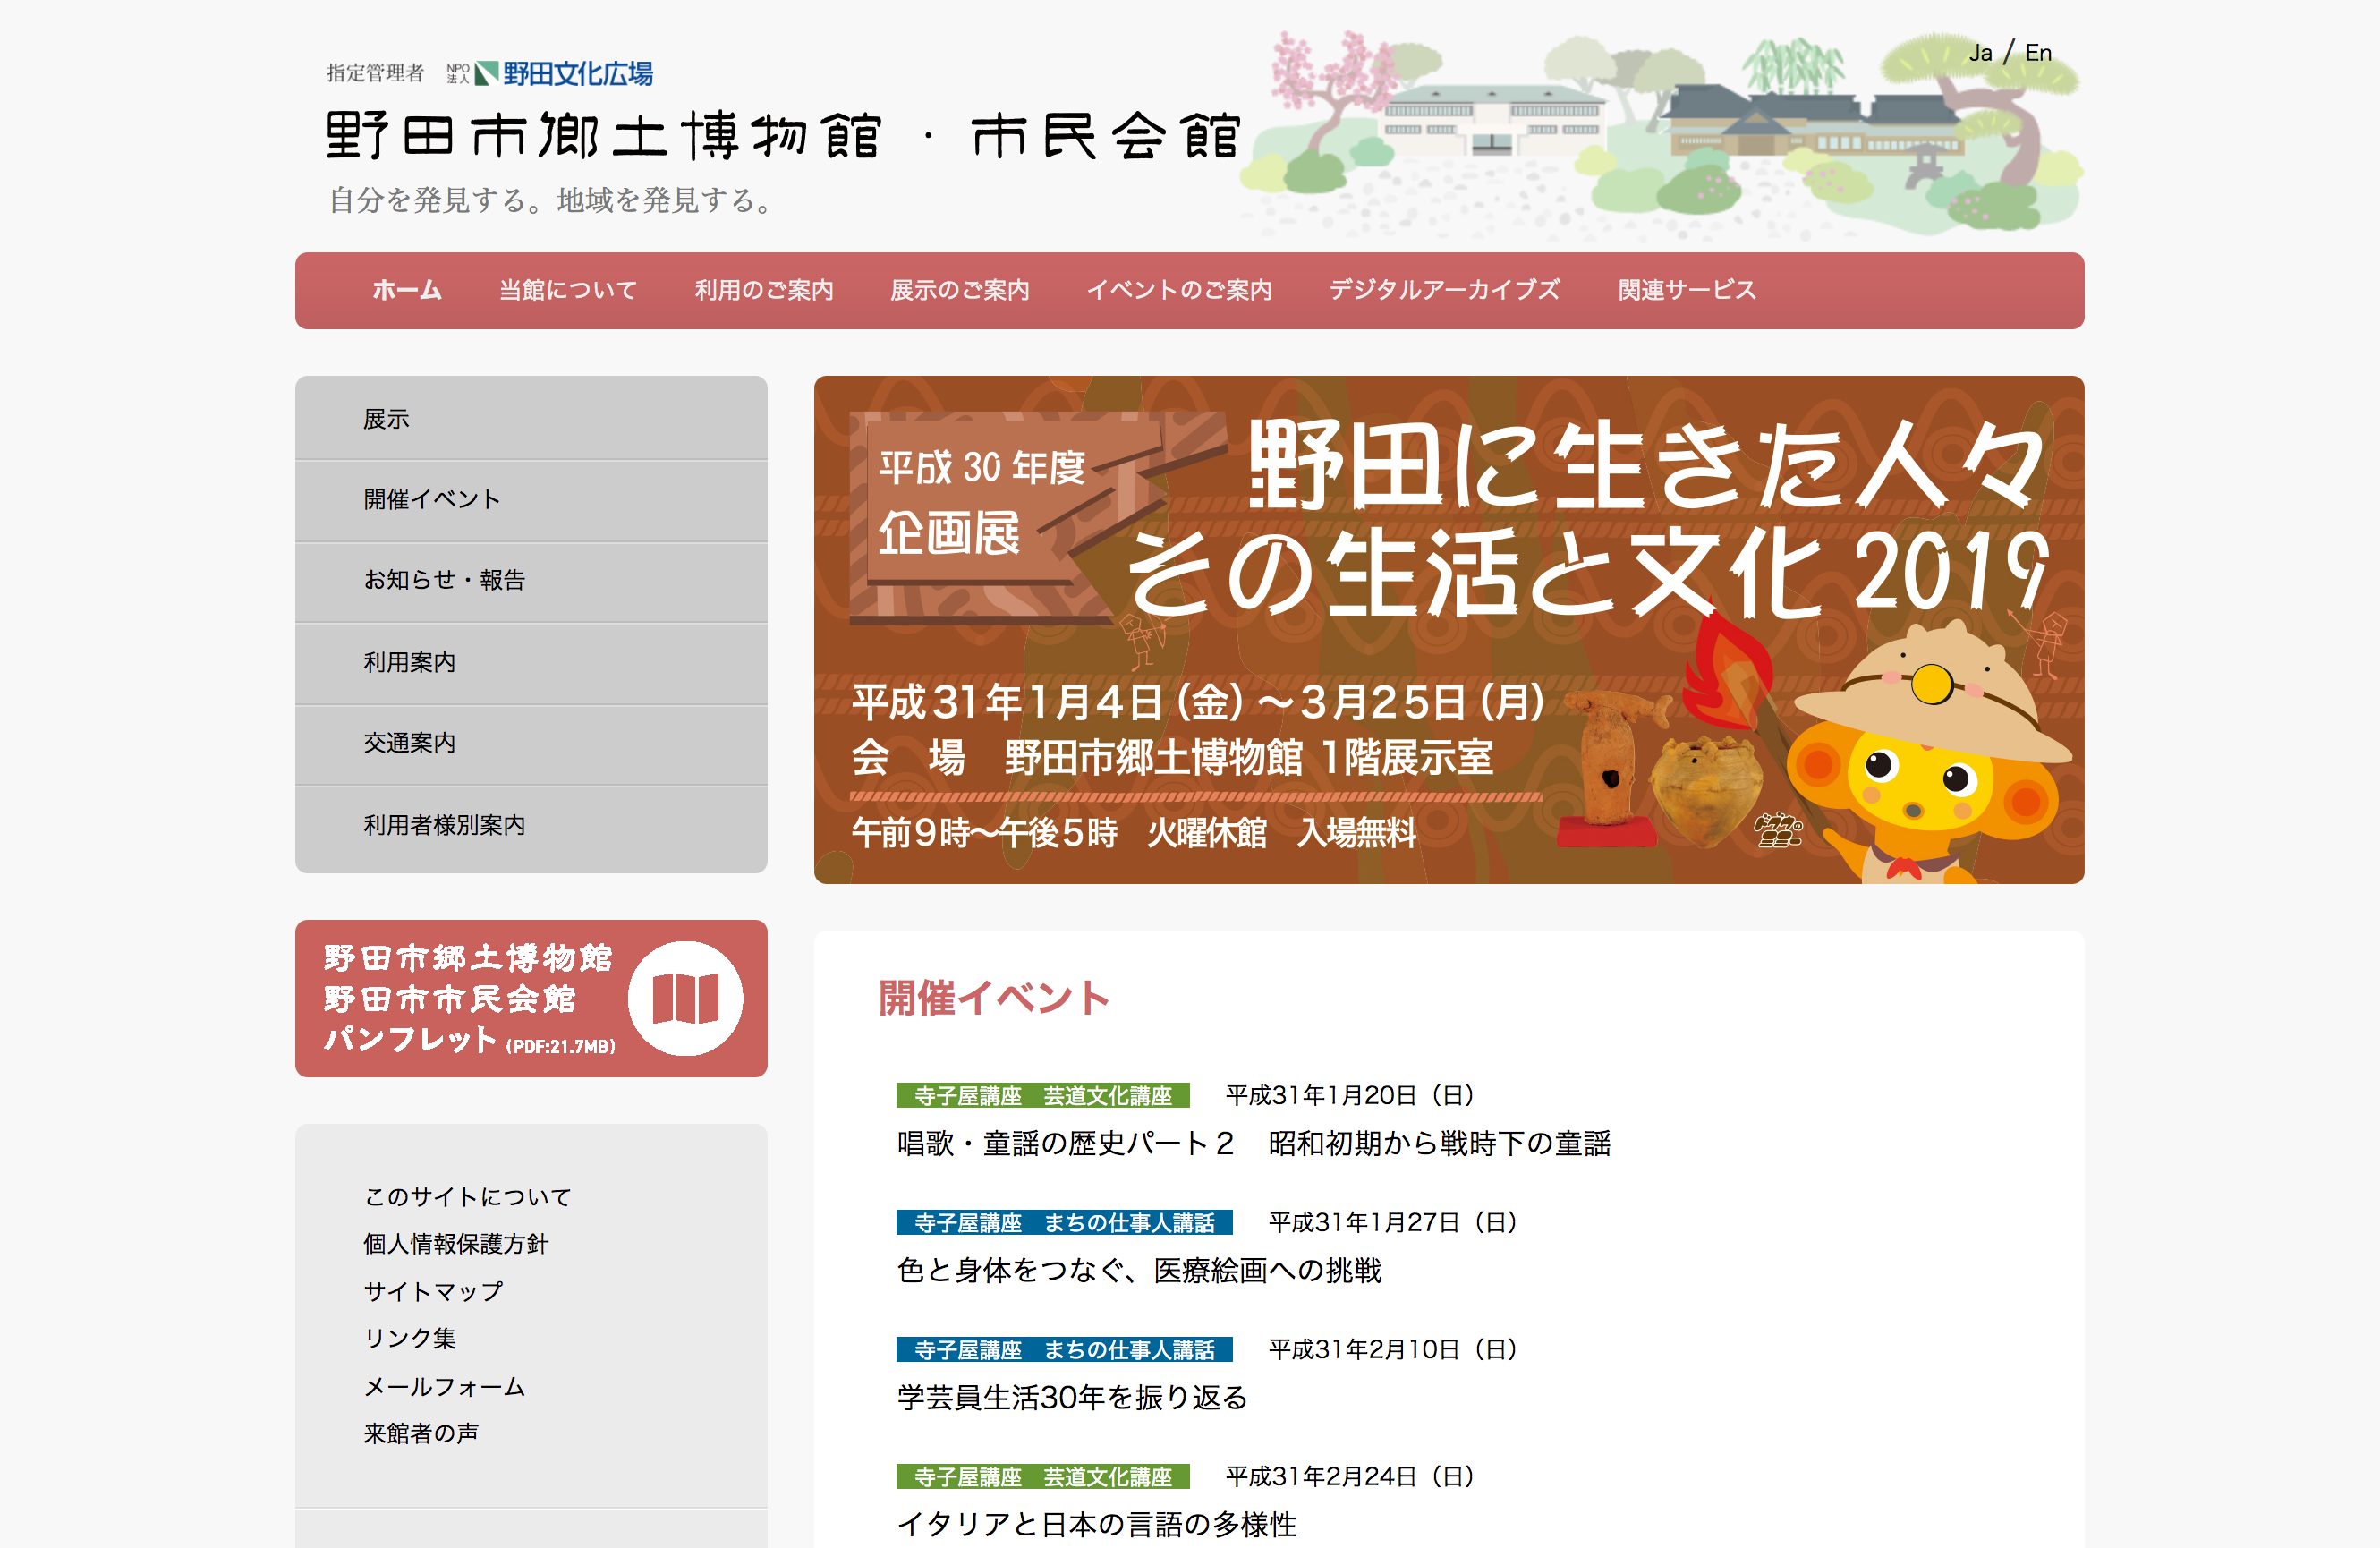 Ja / En
指定管理者 NPO法人 野田文化広場
野田市郷土博物館・市民会館
自分を発見する。地域を発見する。
ホーム 当館について 利用のご案内 展示のご案内 イベントのご案内 デジタルアーカイブズ 関連サービス
展示
開催イベント
お知らせ・報告
利用案内
交通案内
利用者様別案内
野田市郷土博物館
野田市市民会館
パンフレット(PDF:21.7MB)
このサイトについて
個人情報保護方針
サイトマップ
リンク集
メールフォーム
来館者の声
平成30年度
企画展
野田に生きた人々
その生活と文化2019
平成31年1月4日(金)〜3月25日(月)
会 場 野田市郷土博物館 1階展示室
午前9時〜午後5時 火曜休館 入場無料
ドグウの
ミミー
開催イベント
寺子屋講座 芸道文化講座 平成31年1月20日(日)
唱歌・童謡の歴史パート2 昭和初期から戦時下の童謡
寺子屋講座 まちの仕事人講話 平成31年1月27日(日)
色と身体をつなぐ、医療絵画への挑戦
寺子屋講座 まちの仕事人講話 平成31年2月10日(日)
学芸員生活30年を振り返る
寺子屋講座 芸道文化講座 平成31年2月24日(日)
イタリアと日本の言語の多様性